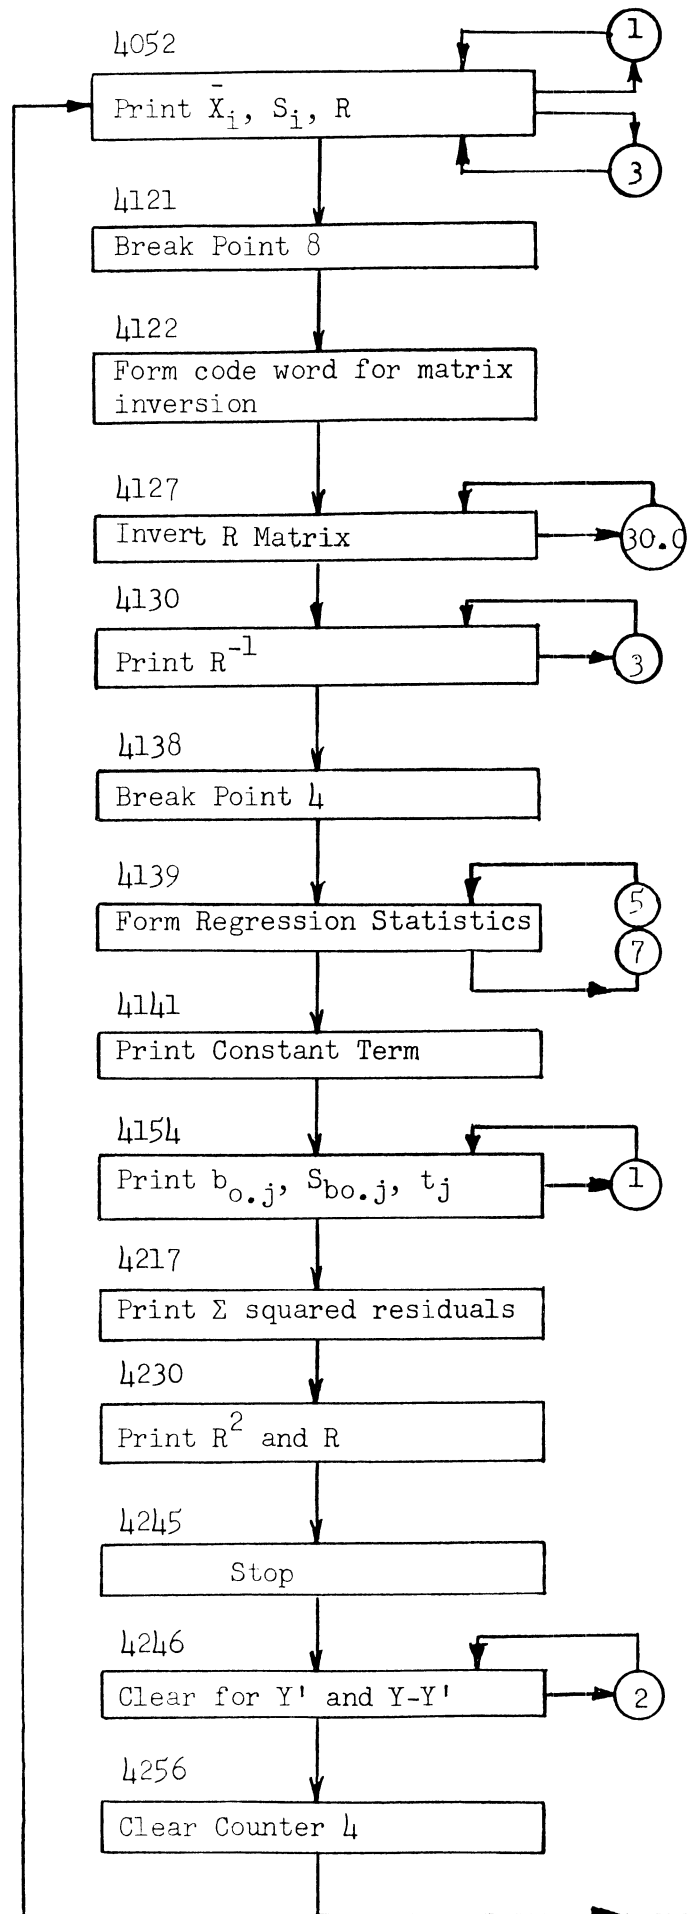 4052
1
Print X̄i, Si, R
3
4121
Break Point 8
4122
Form code word for matrix
inversion
4127
Invert R Matrix
30.0
4130
Print R⁻¹
3
4138
Break Point 4
4139
Form Regression Statistics
5
7
4141
Print Constant Term
4154
Print bo.j, Sbo.j, tj
1
4217
Print Σ squared residuals
4230
Print R² and R
4245
Stop
4246
Clear for Y' and Y-Y'
2
4256
Clear Counter 4